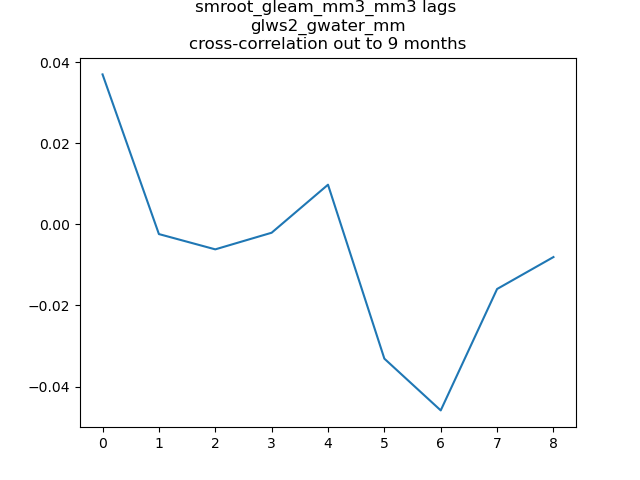 smroot_gleam_mm3_mm3 lags
glws2_gwater_mm
cross-correlation out to 9 months
0.04
0.02
0.00
−0.02
−0.04
0 1 2 3 4 5 6 7 8